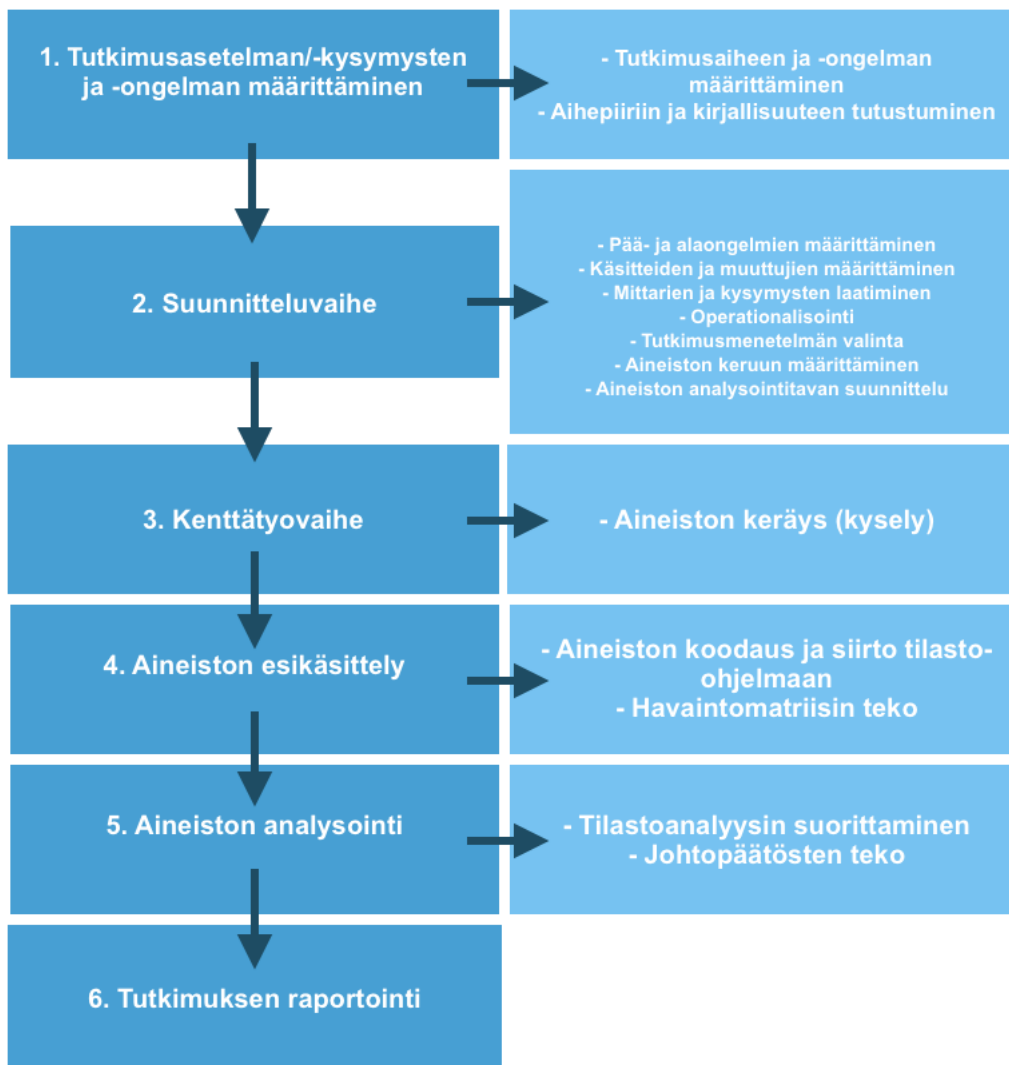 1. Tutkimusasetelman/-kysymysten
ja -ongelman määrittäminen
- Tutkimusaiheen ja -ongelman
määrittäminen
- Aihepiiriin ja kirjallisuuteen tutustuminen
2. Suunnitteluvaihe
- Pää- ja alaongelmien määrittäminen
- Käsitteiden ja muuttujien määrittäminen
- Mittarien ja kysymysten laatiminen
- Operationalisointi
- Tutkimusmenetelmän valinta
- Aineiston keruun määrittäminen
- Aineiston analysointitavan suunnittelu
3. Kenttätyovaihe
- Aineiston keräys (kysely)
4. Aineiston esikäsittely
- Aineiston koodaus ja siirto tilasto-
ohjelmaan
- Havaintomatriisin teko
5. Aineiston analysointi
- Tilastoanalyysin suorittaminen
- Johtopäätösten teko
6. Tutkimuksen raportointi